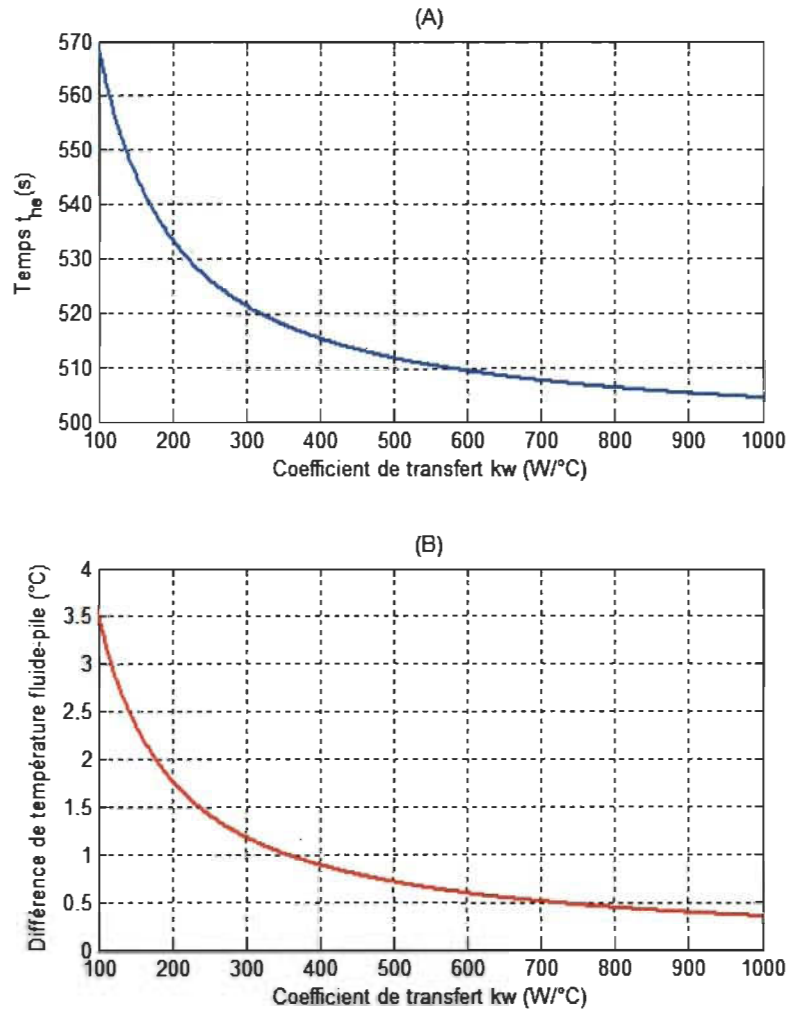 (A)
570
560
550
540
530
520
510
500
Temps the (s)
100 200 300 400 500 600 700 800 900 1000
Coefficient de transfert kw (W/°C)
(B)
4
3.5
3
2.5
2
1.5
1
0.5
0
Différence de température fluide-pile (°C)
100 200 300 400 500 600 700 800 900 1000
Coefficient de transfert kw (W/°C)